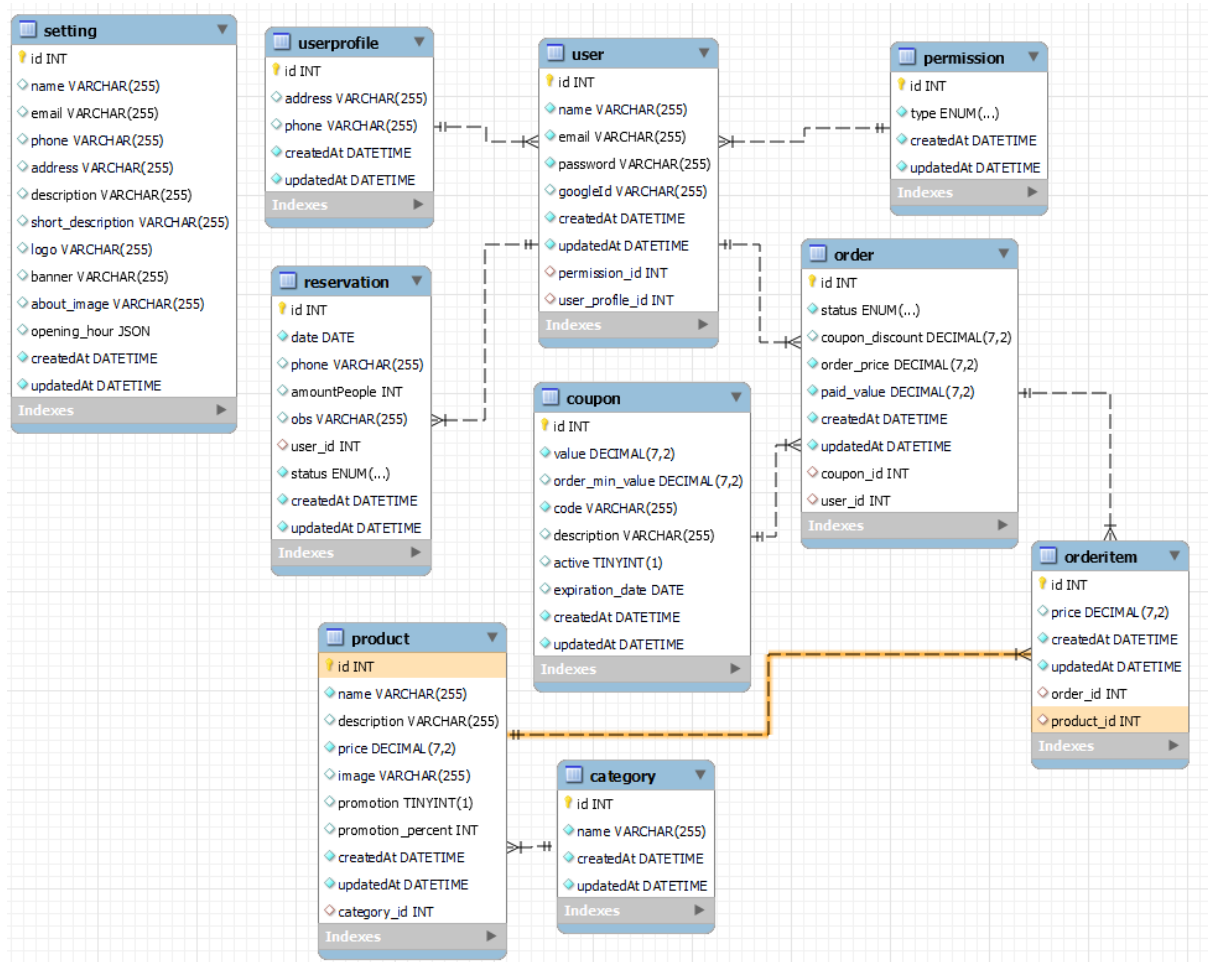 setting
id INT
name VARCHAR(255)
email VARCHAR(255)
phone VARCHAR(255)
address VARCHAR(255)
description VARCHAR(255)
short_description VARCHAR(255)
logo VARCHAR(255)
banner VARCHAR(255)
about_image VARCHAR(255)
opening_hour JSON
createdAt DATETIME
updatedAt DATETIME
Indexes
userprofile
id INT
address VARCHAR(255)
phone VARCHAR(255)
createdAt DATETIME
updatedAt DATETIME
Indexes
user
id INT
name VARCHAR(255)
email VARCHAR(255)
password VARCHAR(255)
googleId VARCHAR(255)
createdAt DATETIME
updatedAt DATETIME
permission_id INT
user_profile_id INT
Indexes
permission
id INT
type ENUM(...)
createdAt DATETIME
updatedAt DATETIME
Indexes
reservation
id INT
date DATE
phone VARCHAR(255)
amountPeople INT
obs VARCHAR(255)
user_id INT
status ENUM(...)
createdAt DATETIME
updatedAt DATETIME
Indexes
order
id INT
status ENUM(...)
coupon_discount DECIMAL(7,2)
order_price DECIMAL(7,2)
paid_value DECIMAL(7,2)
createdAt DATETIME
updatedAt DATETIME
coupon_id INT
user_id INT
Indexes
coupon
id INT
value DECIMAL(7,2)
order_min_value DECIMAL(7,2)
code VARCHAR(255)
description VARCHAR(255)
active TINYINT(1)
expiration_date DATE
createdAt DATETIME
updatedAt DATETIME
Indexes
orderitem
id INT
price DECIMAL(7,2)
createdAt DATETIME
updatedAt DATETIME
order_id INT
product_id INT
Indexes
product
id INT
name VARCHAR(255)
description VARCHAR(255)
price DECIMAL(7,2)
image VARCHAR(255)
promotion TINYINT(1)
promotion_percent INT
createdAt DATETIME
updatedAt DATETIME
category_id INT
Indexes
category
id INT
name VARCHAR(255)
createdAt DATETIME
updatedAt DATETIME
Indexes